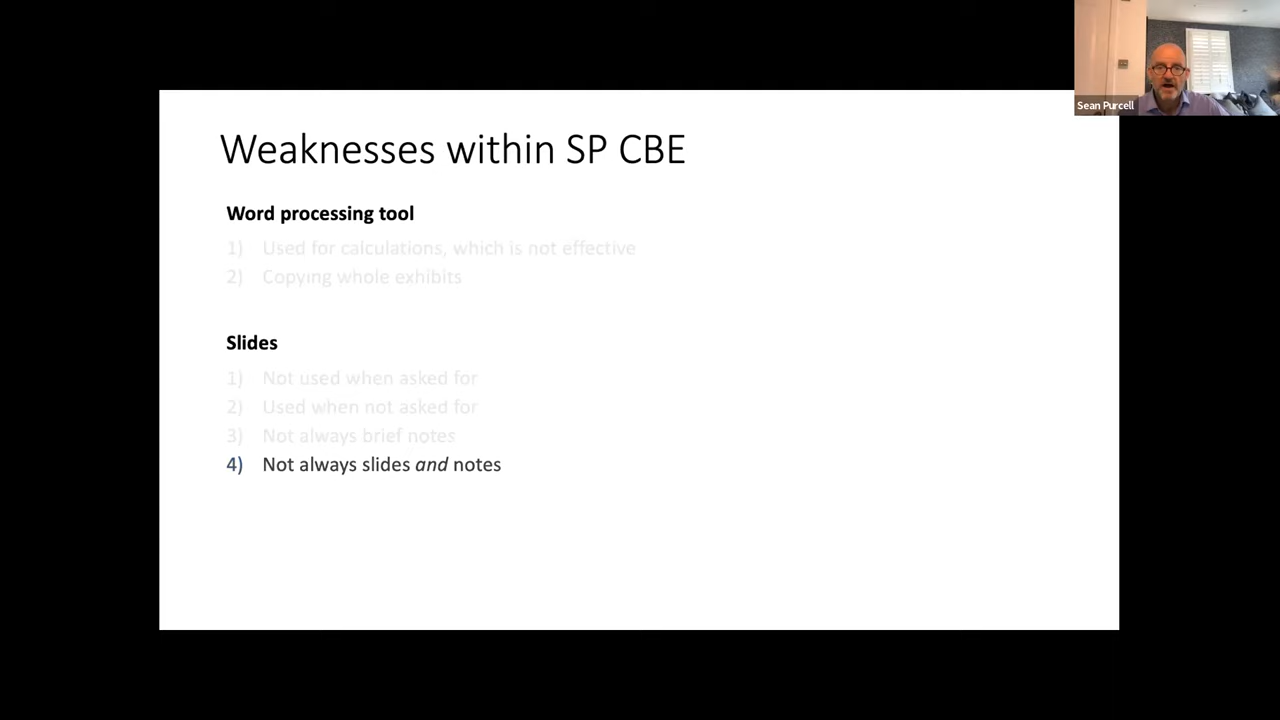 Sean Purcell
Weaknesses within SP CBE
Word processing tool
1) Used for calculations, which is not effective
2) Copying whole exhibits
Slides
1) Not used when asked for
2) Used when not asked for
3) Not always brief notes
4) Not always slides and notes